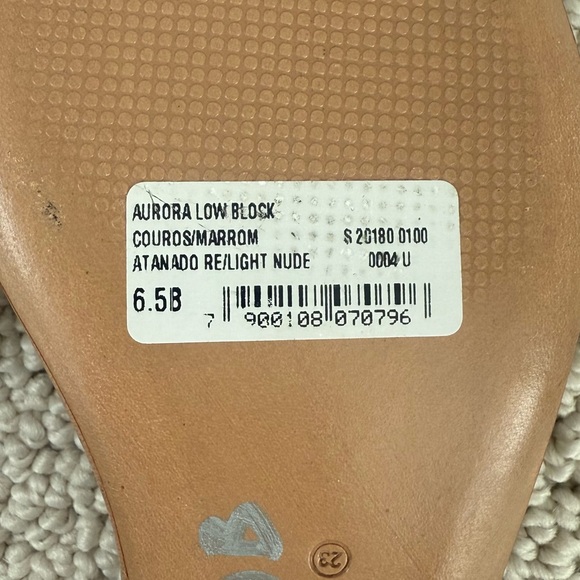 AURORA LOW BLOCK
COUROS/MARROM S 20180 0100
ATANADO RE/LIGHT NUDE 0004 U
6.5B
7 900108 070796
23